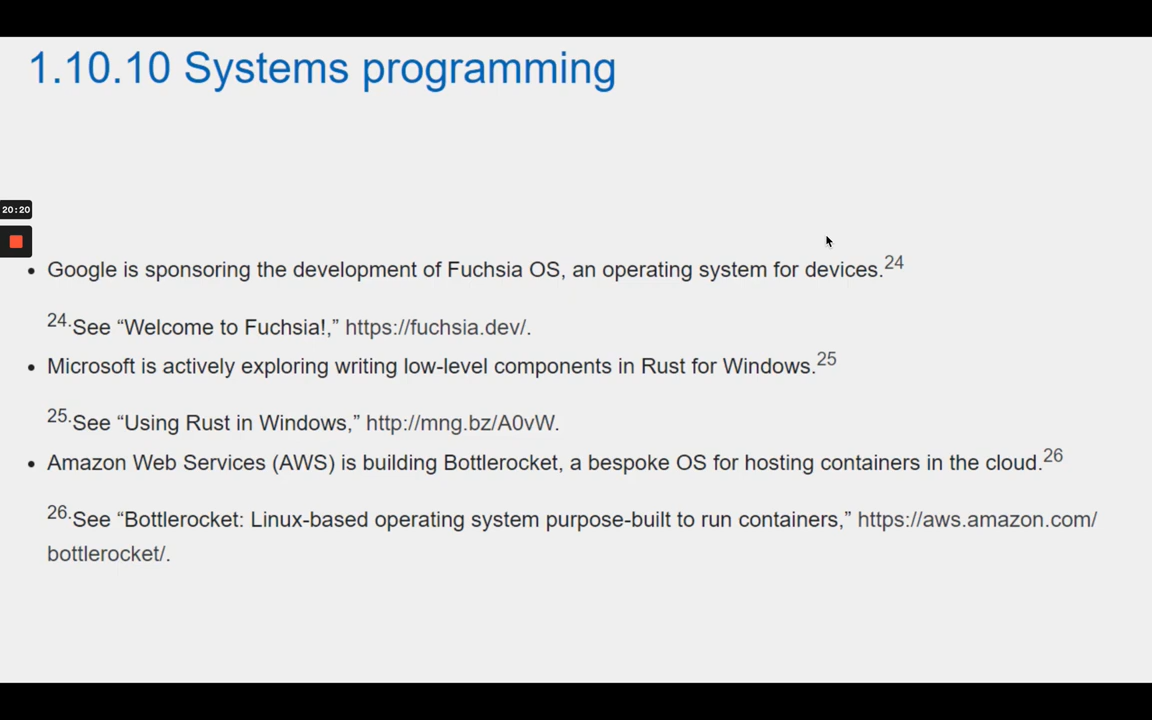 1.10.10 Systems programming
20:20
• Google is sponsoring the development of Fuchsia OS, an operating system for devices.24
24.See “Welcome to Fuchsia!,” https://fuchsia.dev/.
• Microsoft is actively exploring writing low-level components in Rust for Windows.25
25.See “Using Rust in Windows,” http://mng.bz/A0vW.
• Amazon Web Services (AWS) is building Bottlerocket, a bespoke OS for hosting containers in the cloud.26
26.See “Bottlerocket: Linux-based operating system purpose-built to run containers,” https://aws.amazon.com/
bottlerocket/.